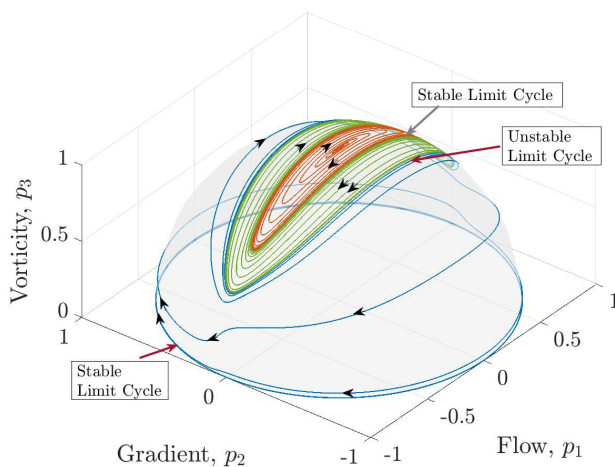 Stable Limit Cycle
Unstable
Limit Cycle
Vorticity, p₃
1
0.5
0
1
0
-1
Gradient, p₂
-1
-0.5
0
0.5
1
Flow, p₁
Stable
Limit Cycle